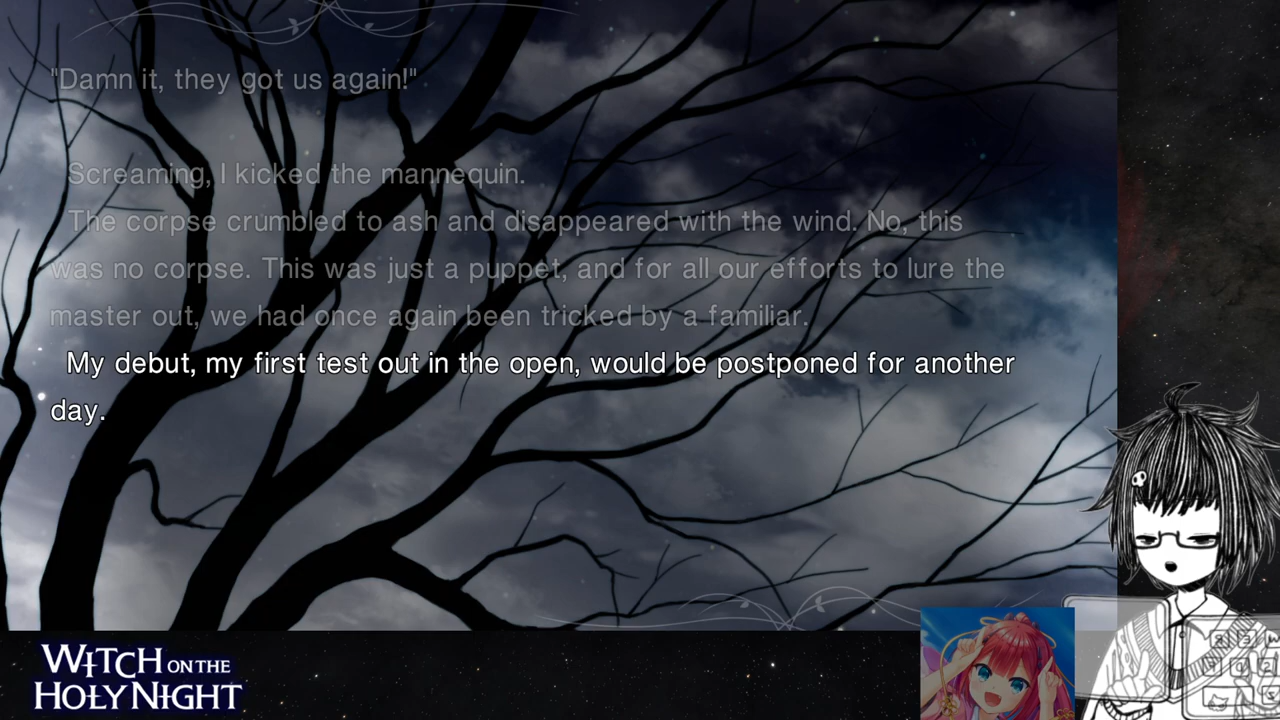 "Damn it, they got us again!"
Screaming, I kicked the mannequin.
The corpse crumbled to ash and disappeared with the wind. No, this
was no corpse. This was just a puppet, and for all our efforts to lure the
master out, we had once again been tricked by a familiar.
My debut, my first test out in the open, would be postponed for another
day.
WITCH ON THE
HOLY NIGHT